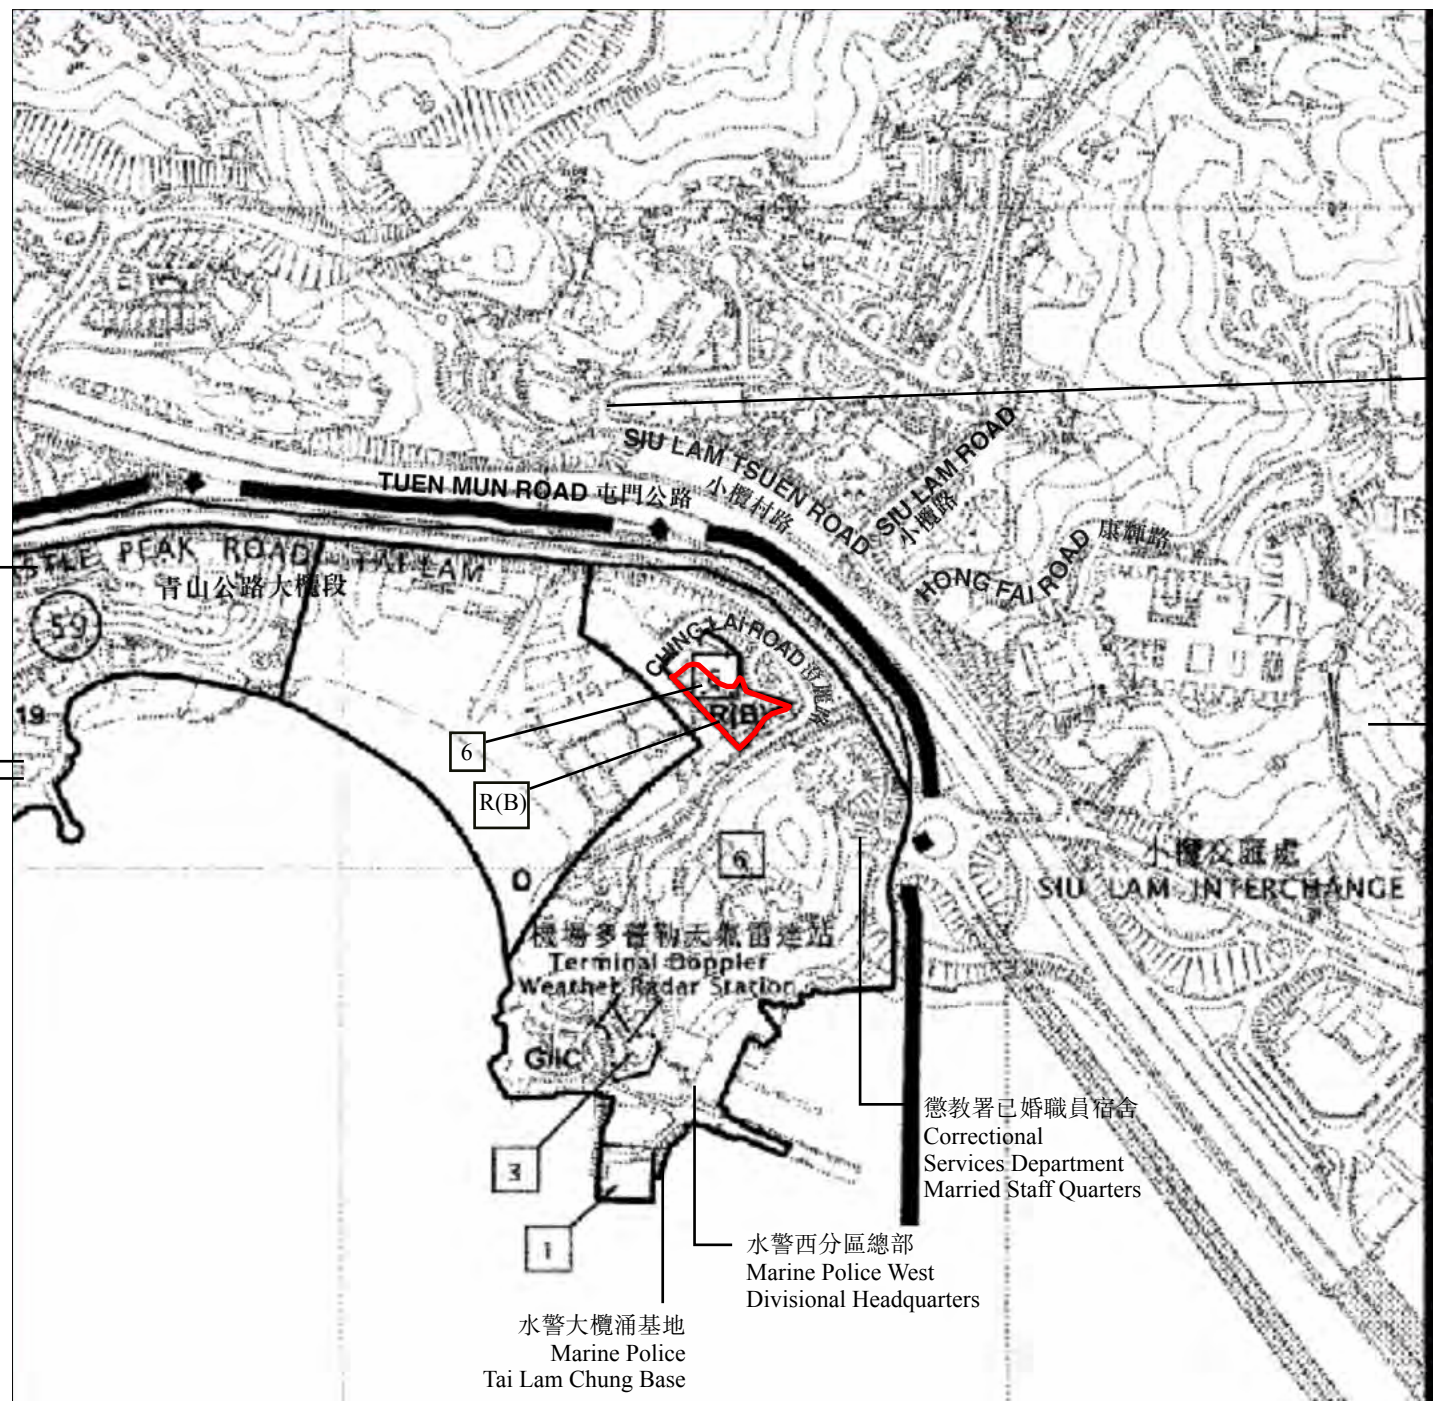 SIU LAM TSUEN ROAD
小欖村路
SIU LAM ROAD
小欖路
TUEN MUN ROAD 屯門公路
HONG FAI ROAD 康輝路
STLE PEAK ROAD TAI LAM
青山公路大欖段
59
CHING LAI ROAD 澄麗路
19
6
R(B)
6
R(B)
6
小欖交匯處
SIU LAM INTERCHANGE
O
機場多普勒天氣雷達站
Terminal Doppler
Weather Radar Station
G/IC
3
1
懲教署已婚職員宿舍
Correctional
Services Department
Married Staff Quarters
水警西分區總部
Marine Police West
Divisional Headquarters
水警大欖涌基地
Marine Police
Tai Lam Chung Base